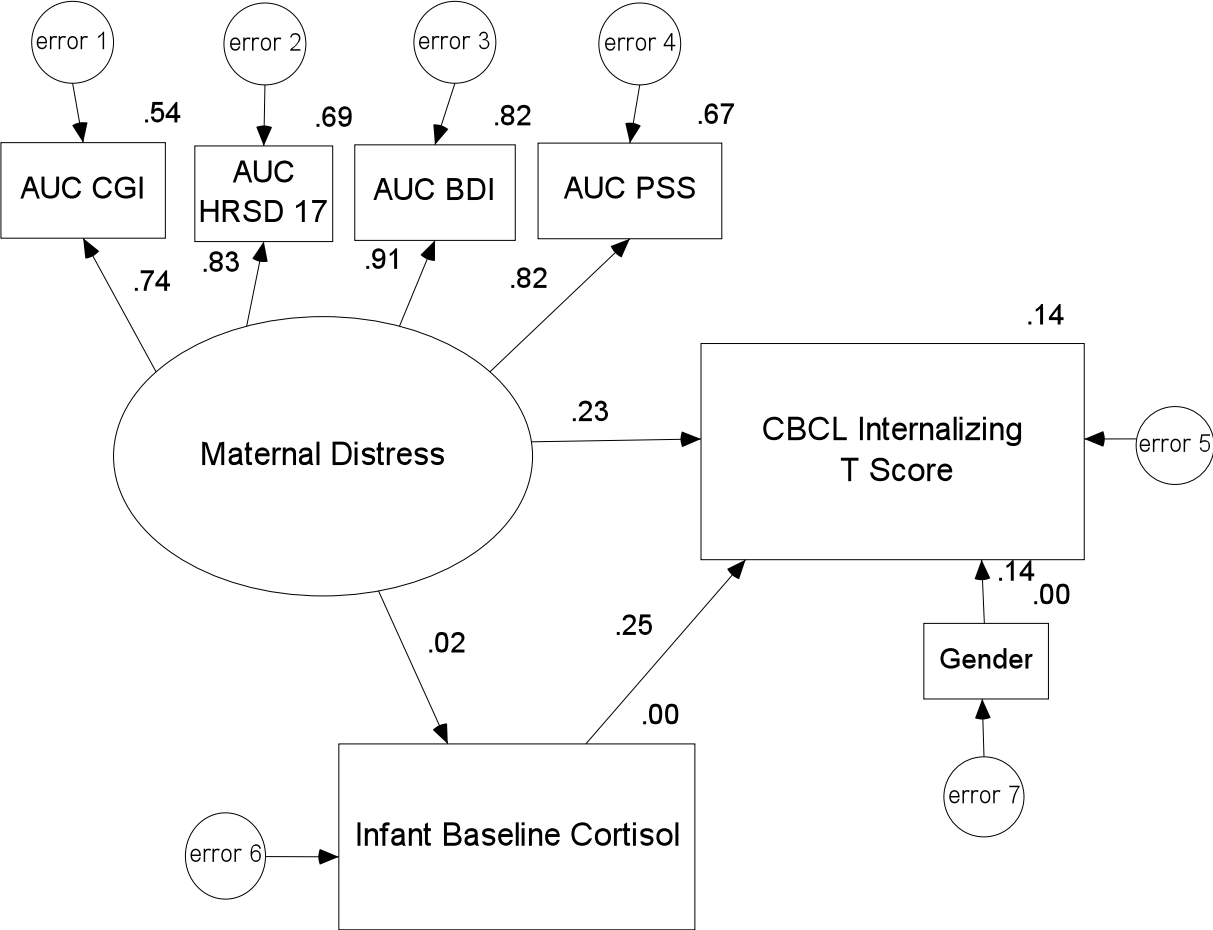 error 1
error 2
error 3
error 4
.54
.69
.82
.67
AUC CGI
AUC
HRSD 17
AUC BDI
AUC PSS
.74
.83
.91
.82
.14
Maternal Distress
.23
CBCL Internalizing
T Score
error 5
.14
.00
.02
.25
Gender
.00
Infant Baseline Cortisol
error 6
error 7